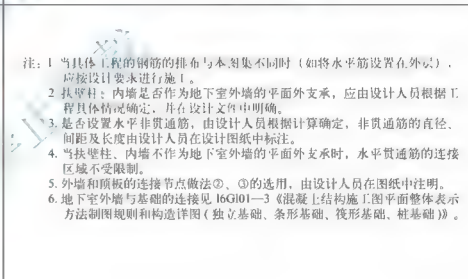 注：1. 当具体工程的钢筋的排布与本图集不同时（如将水平筋设置在外层），
应按设计要求进行施工。
2. 扶壁柱、内墙是否作为地下室外墙的平面外支承，应由设计人员根据工
程具体情况确定，并在设计文件中明确。
3. 是否设置水平非贯通筋，由设计人员根据计算确定，非贯通筋的直径、
间距及长度由设计人员在设计图纸中标注。
4. 当扶壁柱、内墙不作为地下室外墙的平面外支承时，水平贯通筋的连接
区域不受限制。
5. 外墙和顶板的连接节点做法②、③的选用，由设计人员在图纸中注明。
6. 地下室外墙与基础的连接见16G101—3《混凝土结构施工图平面整体表示
方法制图规则和构造详图（独立基础、条形基础、筏形基础、桩基础）》。